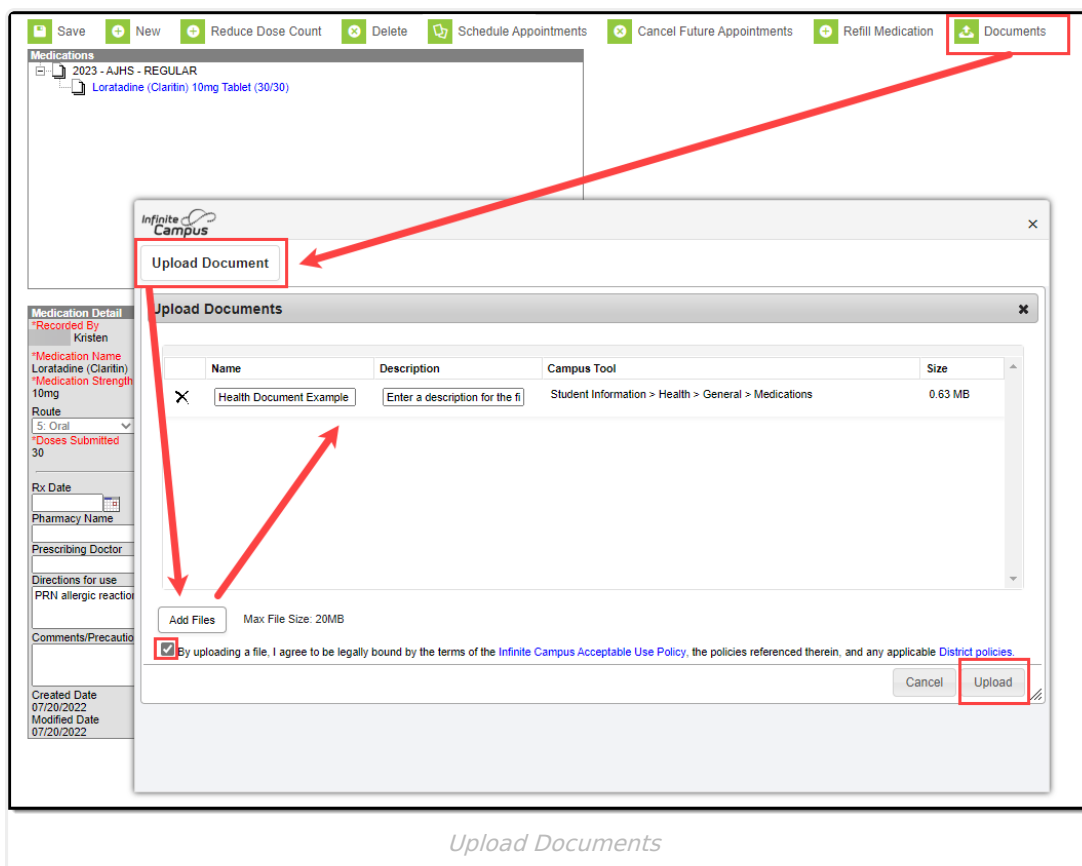 Save New Reduce Dose Count Delete Schedule Appointments Cancel Future Appointments Refill Medication Documents
Medications
2023 - AJHS - REGULAR
Loratadine (Claritin) 10mg Tablet (30/30)
Infinite
Campus
Upload Document
Upload Documents
Name Description Campus Tool Size
Health Document Example Enter a description for the fi Student Information > Health > General > Medications 0.63 MB
Add Files Max File Size: 20MB
By uploading a file, I agree to be legally bound by the terms of the Infinite Campus Acceptable Use Policy, the policies referenced therein, and any applicable District policies.
Cancel Upload
Medication Detail
*Recorded By
Kristen
*Medication Name
Loratadine (Claritin)
*Medication Strength
10mg
Route
5: Oral
*Doses Submitted
30
Rx Date
Pharmacy Name
Prescribing Doctor
Directions for use
PRN allergic reaction
Comments/Precautio
Created Date
07/20/2022
Modified Date
07/20/2022
Upload Documents